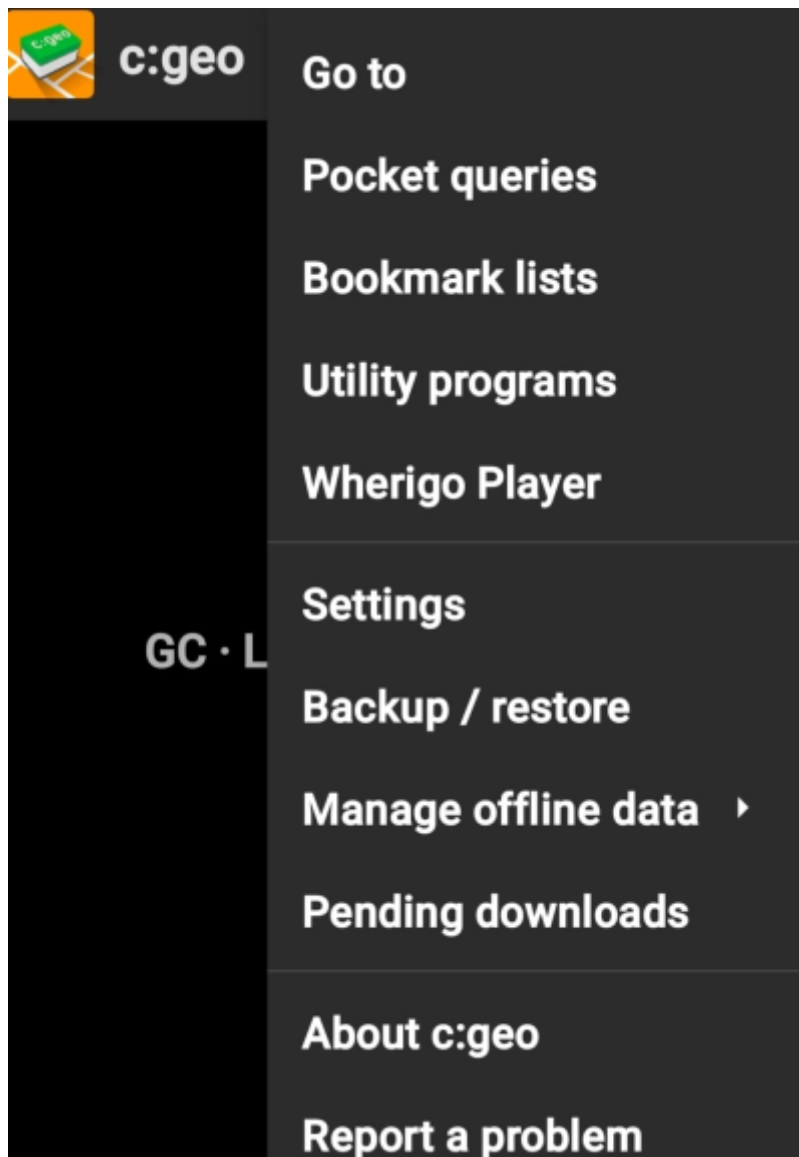 c:geo
c:geo
Go to
Pocket queries
Bookmark lists
Utility programs
Wherigo Player
Settings
GC · L
Backup / restore
Manage offline data
Pending downloads
About c:geo
Report a problem